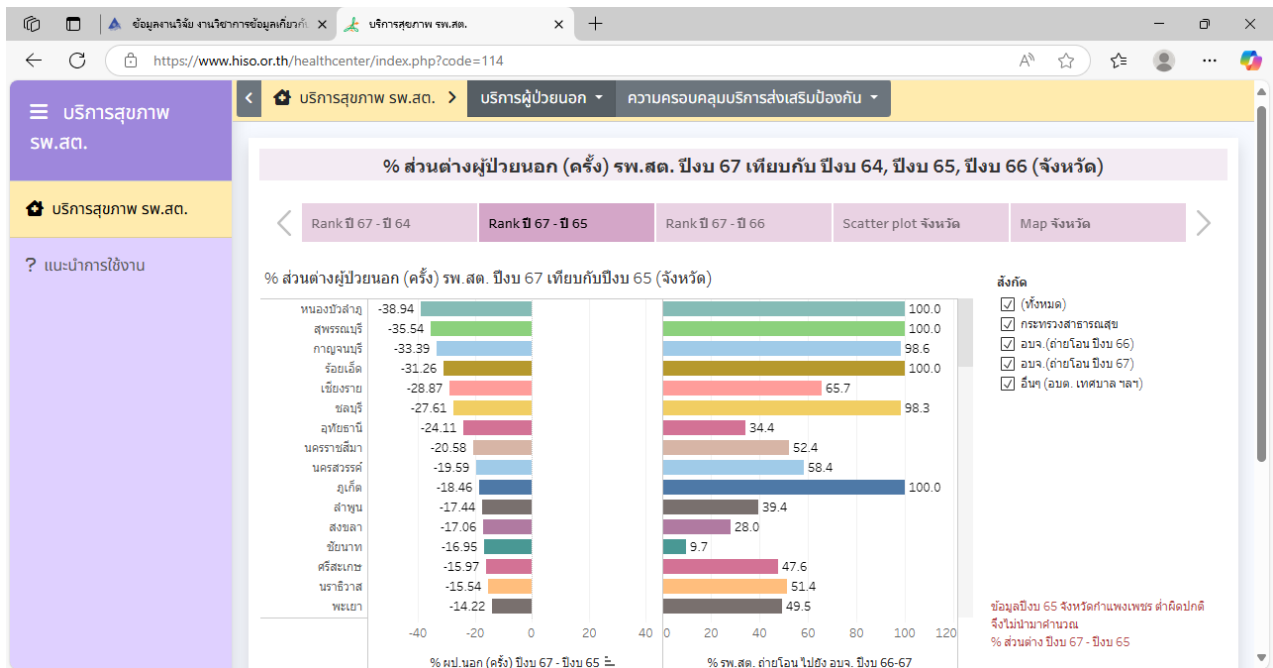 ข้อมูลงานวิจัย งานวิชาการข้อมูลเกี่ยวกั
บริการสุขภาพ รพ.สต.
https://www.hiso.or.th/healthcenter/index.php?code=114
บริการสุขภาพ
รพ.สต.
บริการสุขภาพ รพ.สต.
บริการผู้ป่วยนอก
ความครอบคลุมบริการส่งเสริมป้องกัน
บริการสุขภาพ รพ.สต.
? แนะนำการใช้งาน
% ส่วนต่างผู้ป่วยนอก (ครั้ง) รพ.สต. ปีงบ 67 เทียบกับ ปีงบ 64, ปีงบ 65, ปีงบ 66 (จังหวัด)
Rank ปี 67 - ปี 64
Rank ปี 67 - ปี 65
Rank ปี 67 - ปี 66
Scatter plot จังหวัด
Map จังหวัด
% ส่วนต่างผู้ป่วยนอก (ครั้ง) รพ.สต. ปีงบ 67 เทียบกับปีงบ 65 (จังหวัด)
หนองบัวลำภู -38.94 100.0
สุพรรณบุรี -35.54 100.0
กาญจนบุรี -33.39 98.6
ร้อยเอ็ด -31.26 100.0
เชียงราย -28.87 65.7
ชลบุรี -27.61 98.3
อุทัยธานี -24.11 34.4
นครราชสีมา -20.58 52.4
นครสวรรค์ -19.59 58.4
ภูเก็ต -18.46 100.0
ลำพูน -17.44 39.4
สงขลา -17.06 28.0
ชัยนาท -16.95 9.7
ศรีสะเกษ -15.97 47.6
นราธิวาส -15.54 51.4
พะเยา -14.22 49.5
-40 -20 0 20 40 0 20 40 60 80 100 120
% ผป.นอก (ครั้ง) ปีงบ 67 - ปีงบ 65
% รพ.สต. ถ่ายโอน ไปยัง อบจ. ปีงบ 66-67
สังกัด
(ทั้งหมด)
กระทรวงสาธารณสุข
อบจ.(ถ่ายโอน ปีงบ 66)
อบจ.(ถ่ายโอน ปีงบ 67)
อื่นๆ (อบต. เทศบาล ฯลฯ)
ข้อมูลปีงบ 65 จังหวัดกำแพงเพชร ต่ำผิดปกติ
จึงไม่นำมาคำนวณ
% ส่วนต่าง ปีงบ 67 - ปีงบ 65